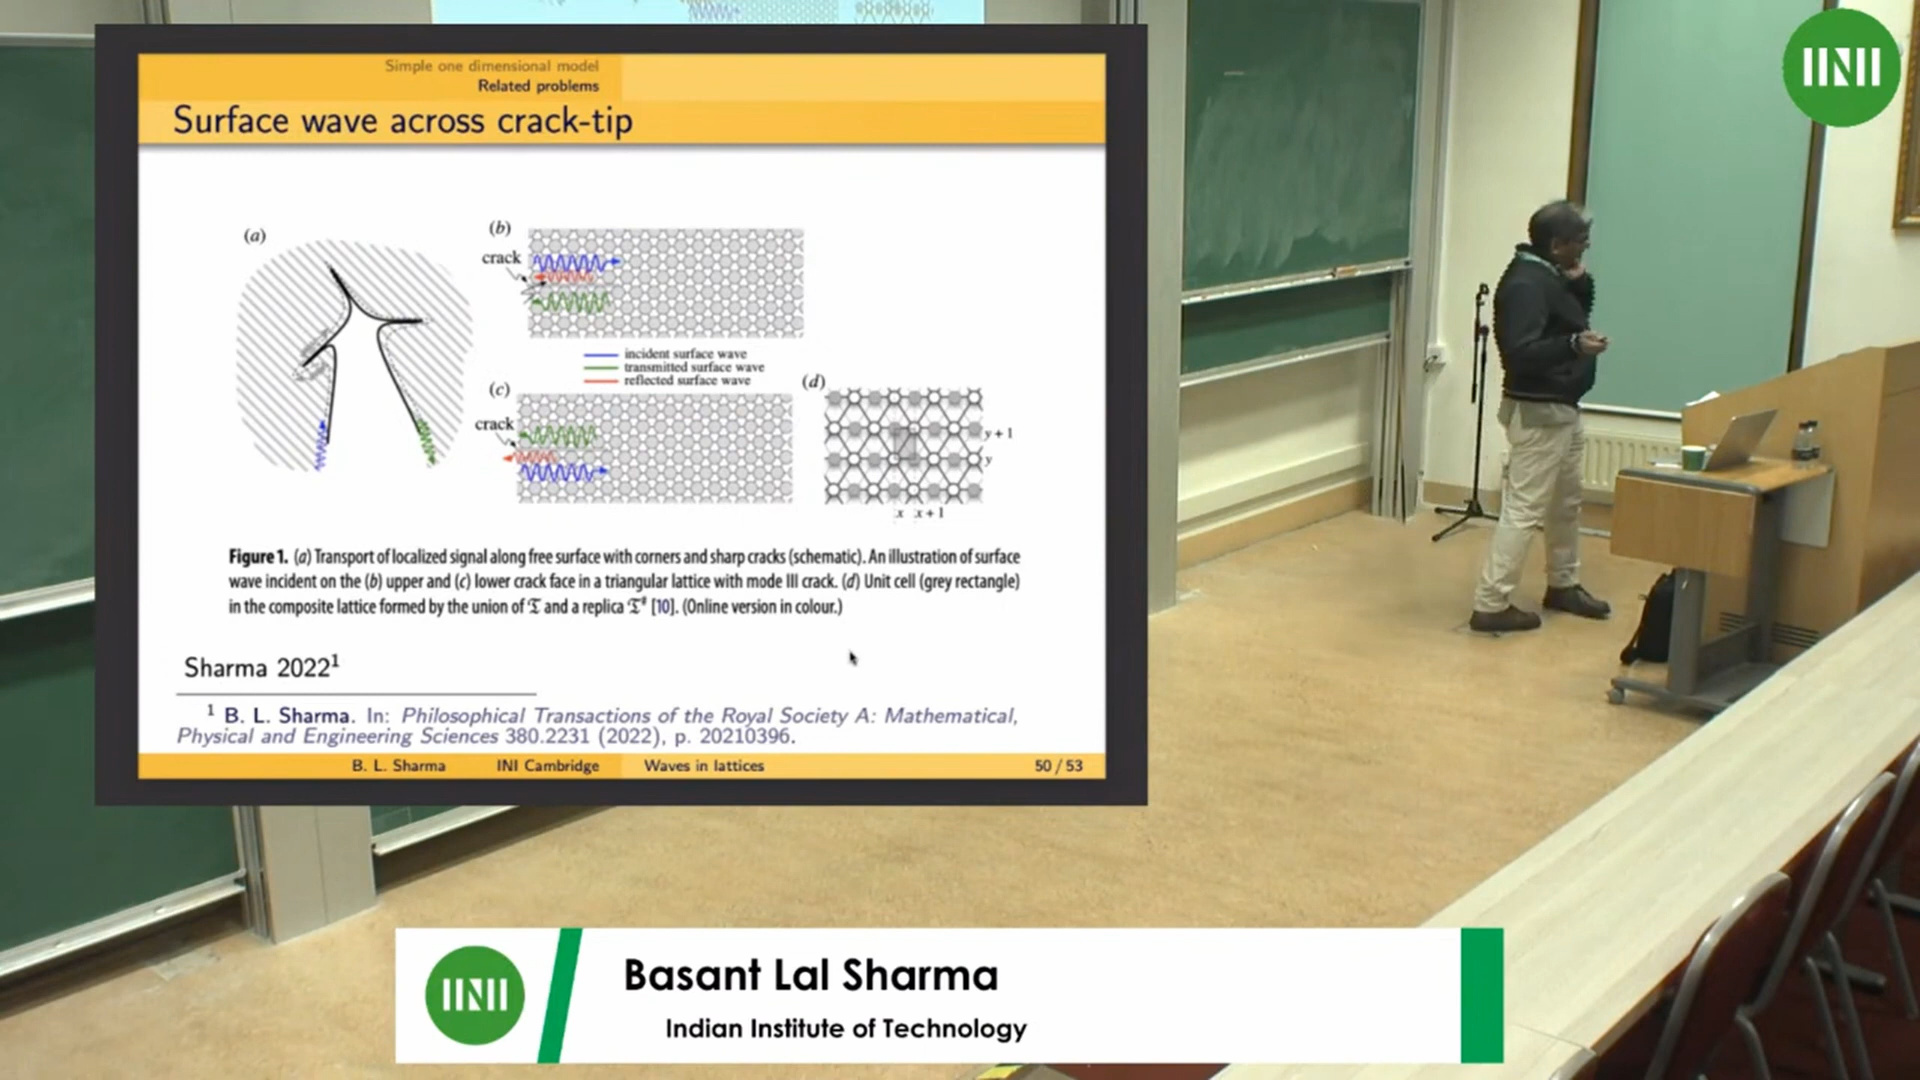 Simple one dimensional model
Related problems
Surface wave across crack-tip
(a)
(b)
crack
incident surface wave
transmitted surface wave
reflected surface wave
(c)
crack
(d)
y + 1
y
x x + 1
Figure 1. (a) Transport of localized signal along free surface with corners and sharp cracks (schematic). An illustration of surface
wave incident on the (b) upper and (c) lower crack face in a triangular lattice with mode III crack. (d) Unit cell (grey rectangle)
in the composite lattice formed by the union of 𝔗 and a replica 𝔗# [10]. (Online version in colour.)
Sharma 2022¹
¹ B. L. Sharma. In: Philosophical Transactions of the Royal Society A: Mathematical,
Physical and Engineering Sciences 380.2231 (2022), p. 20210396.
B. L. Sharma INI Cambridge Waves in lattices 50 / 53
INI
INI
Basant Lal Sharma
Indian Institute of Technology